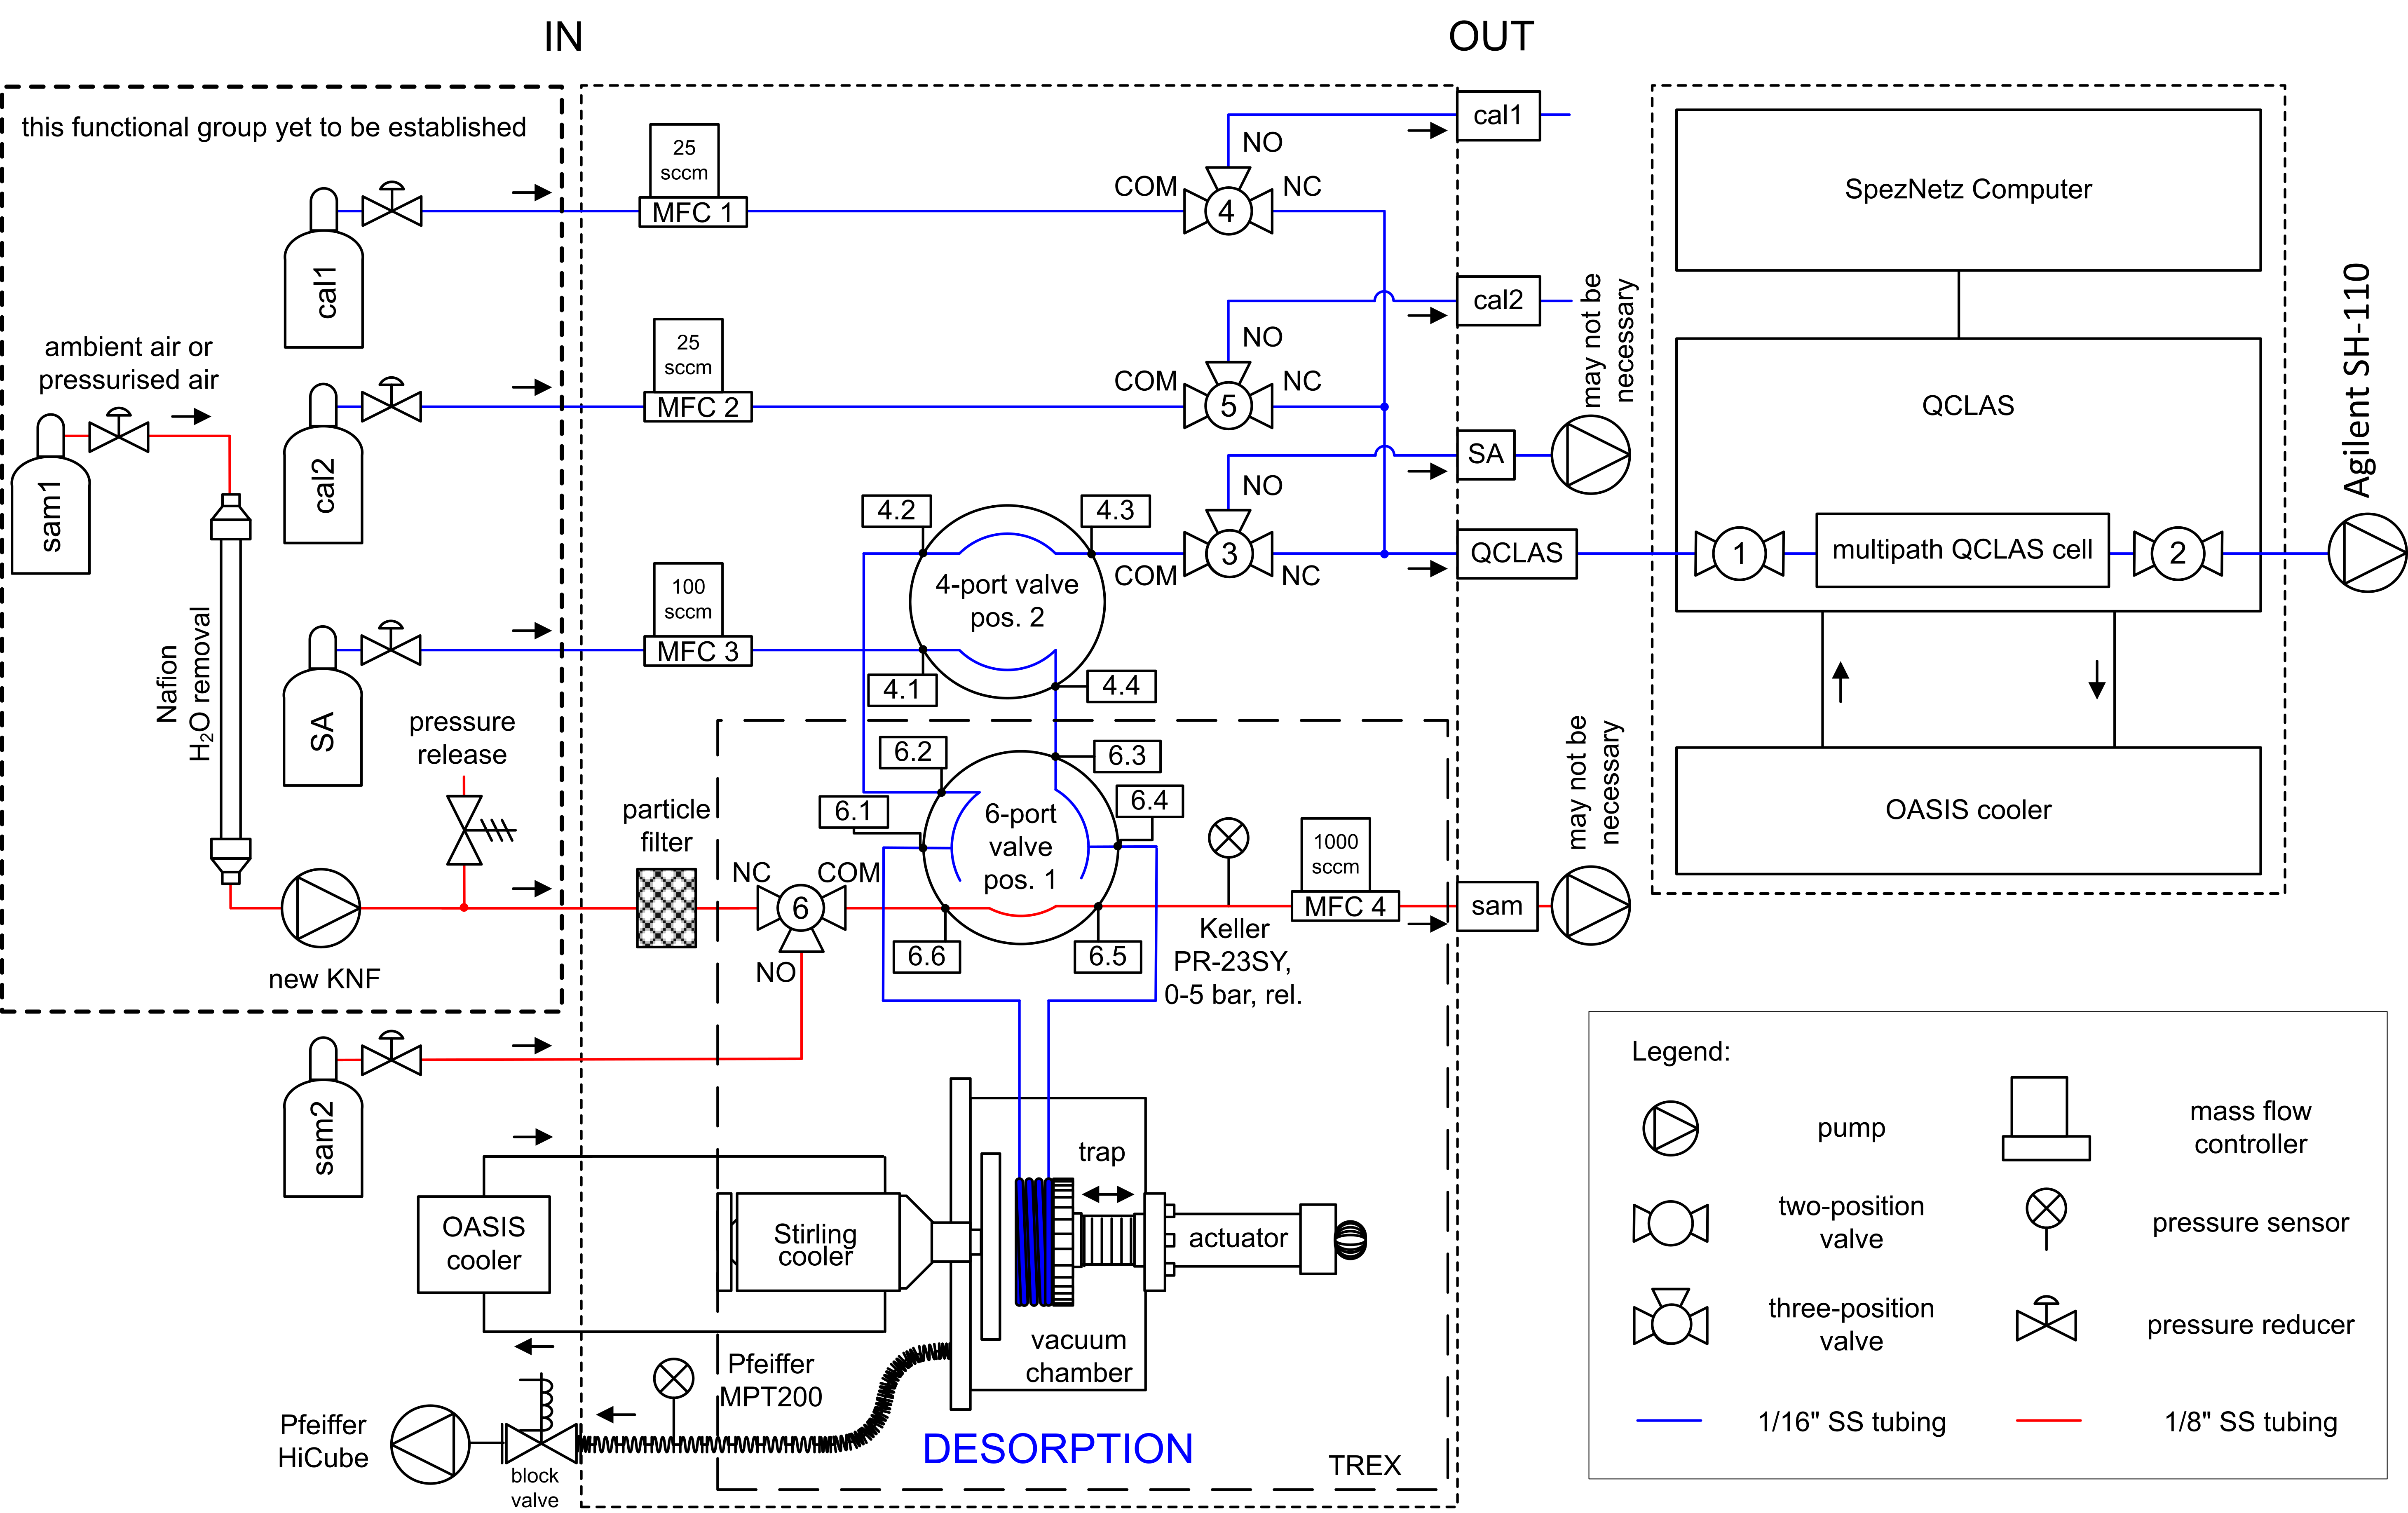 IN
OUT
this functional group yet to be established
cal1
25
sccm
MFC 1
COM
NO
NC
4
cal1
SpezNetz Computer
ambient air or
pressurised air
sam1
cal2
25
sccm
MFC 2
COM
NO
NC
5
cal2
may not be
necessary
QCLAS
Agilent SH-110
Nafion
H₂O removal
SA
100
sccm
MFC 3
4.2
4.3
4-port valve
pos. 2
4.1
4.4
COM
NO
NC
3
SA
QCLAS
1
multipath QCLAS cell
2
OASIS cooler
pressure
release
new KNF
particle
filter
NC
COM
6
NO
6.2
6.3
6.1
6.4
6-port
valve
pos. 1
6.6
6.5
Keller
PR-23SY,
0-5 bar, rel.
1000
sccm
MFC 4
sam
may not be
necessary
sam2
OASIS
cooler
Stirling
cooler
trap
actuator
vacuum
chamber
Pfeiffer
MPT200
Pfeiffer
HiCube
block
valve
DESORPTION
TREX
Legend:
pump
mass flow
controller
two-position
valve
pressure sensor
three-position
valve
pressure reducer
1/16" SS tubing
1/8" SS tubing